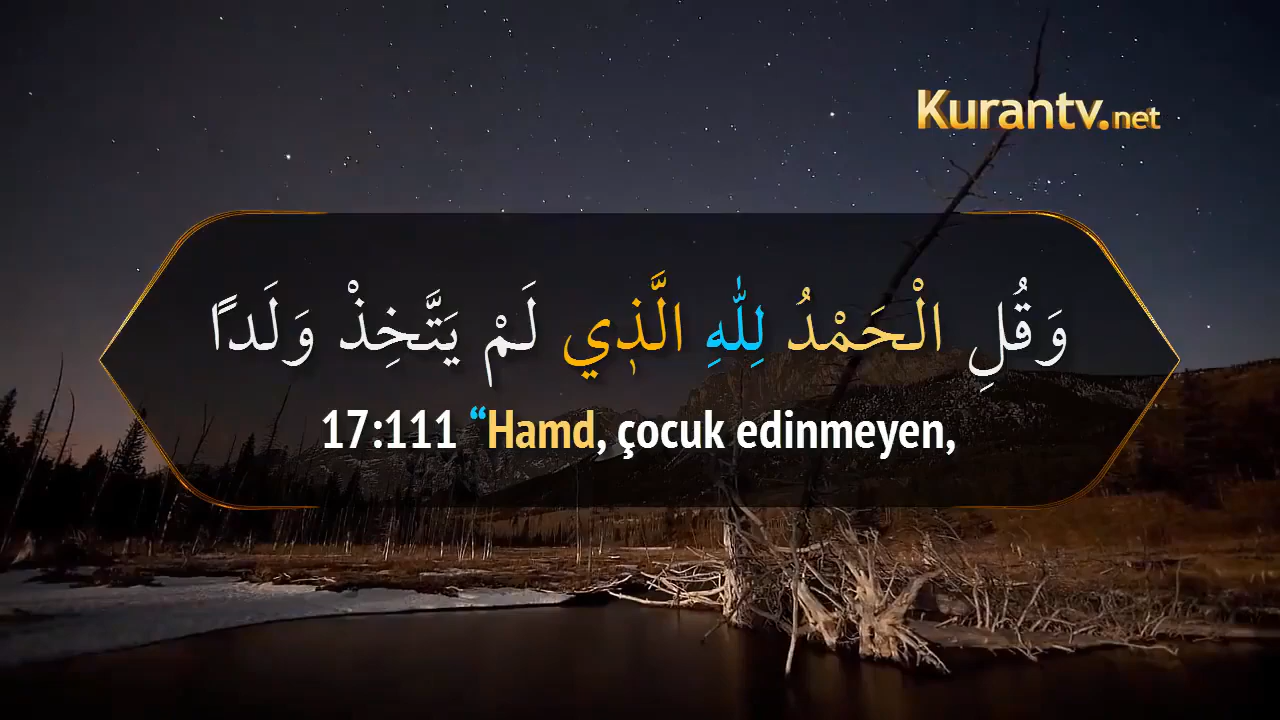 Kurantv.net
وَقُلِ الْحَمْدُ لِلّٰهِ الَّذ۪ي لَمْ يَتَّخِذْ وَلَدًا
17:111 “Hamd, çocuk edinmeyen,